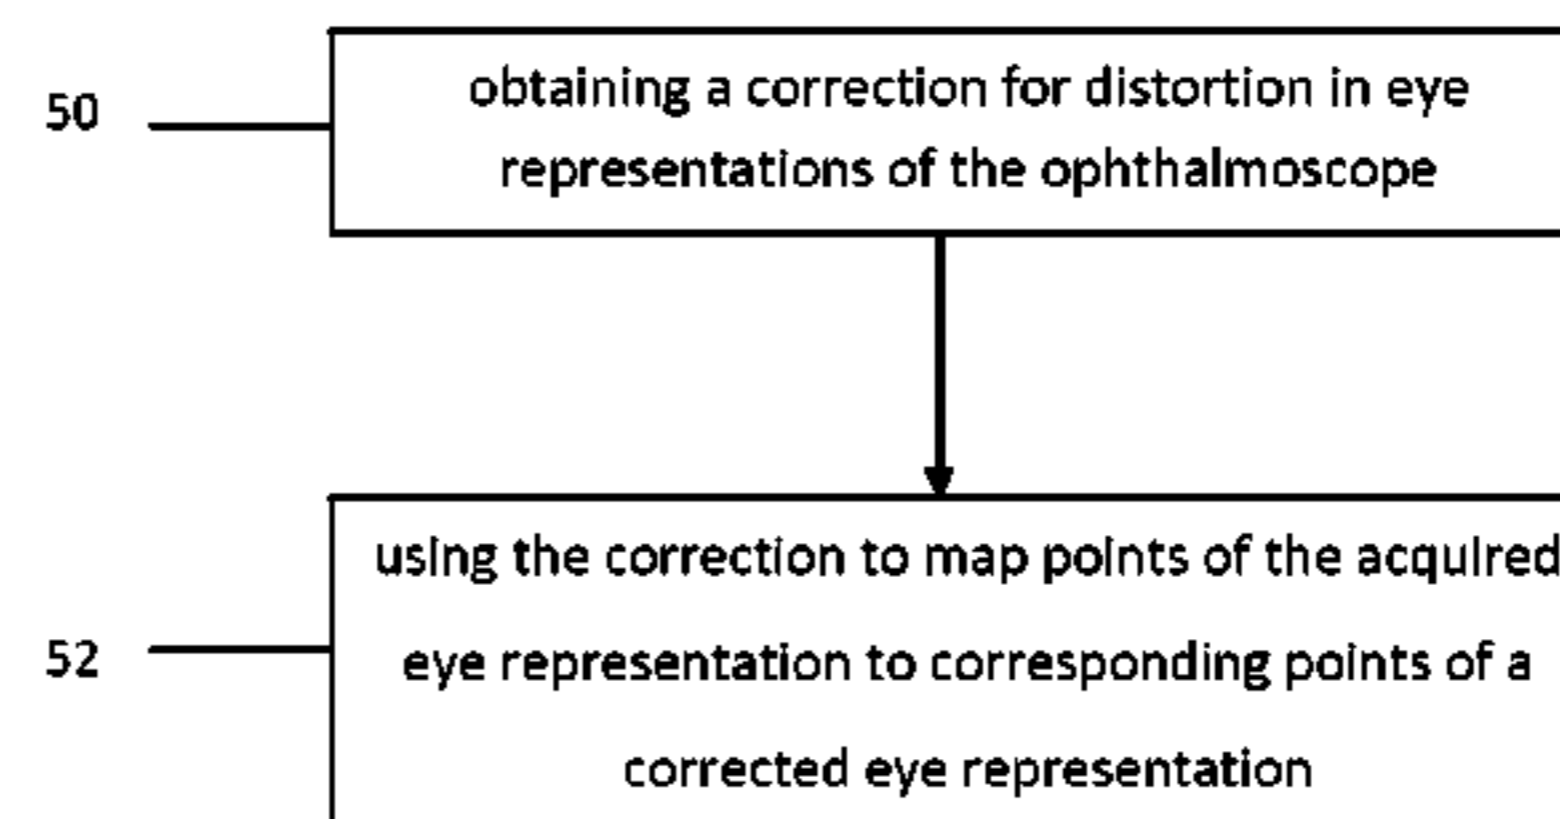 50
obtaining a correction for distortion in eye
representations of the ophthalmoscope
using the correction to map points of the acquired
52
eye representation to corresponding points of a
corrected eye representation